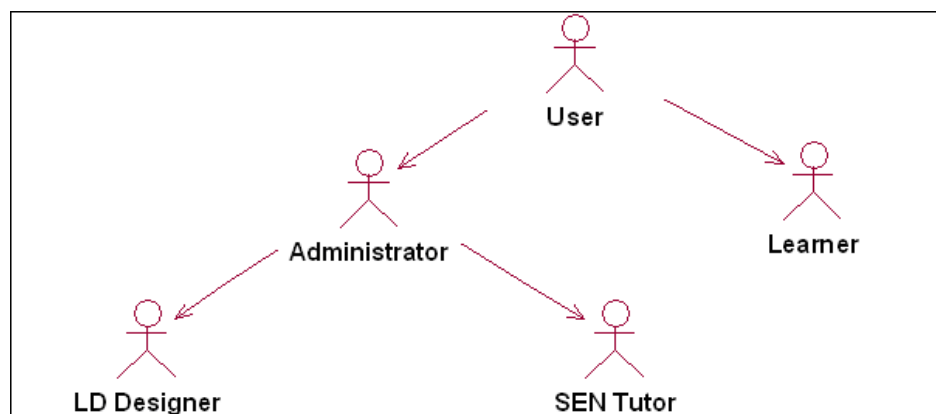 User
Administrator
Learner
LD Designer
SEN Tutor